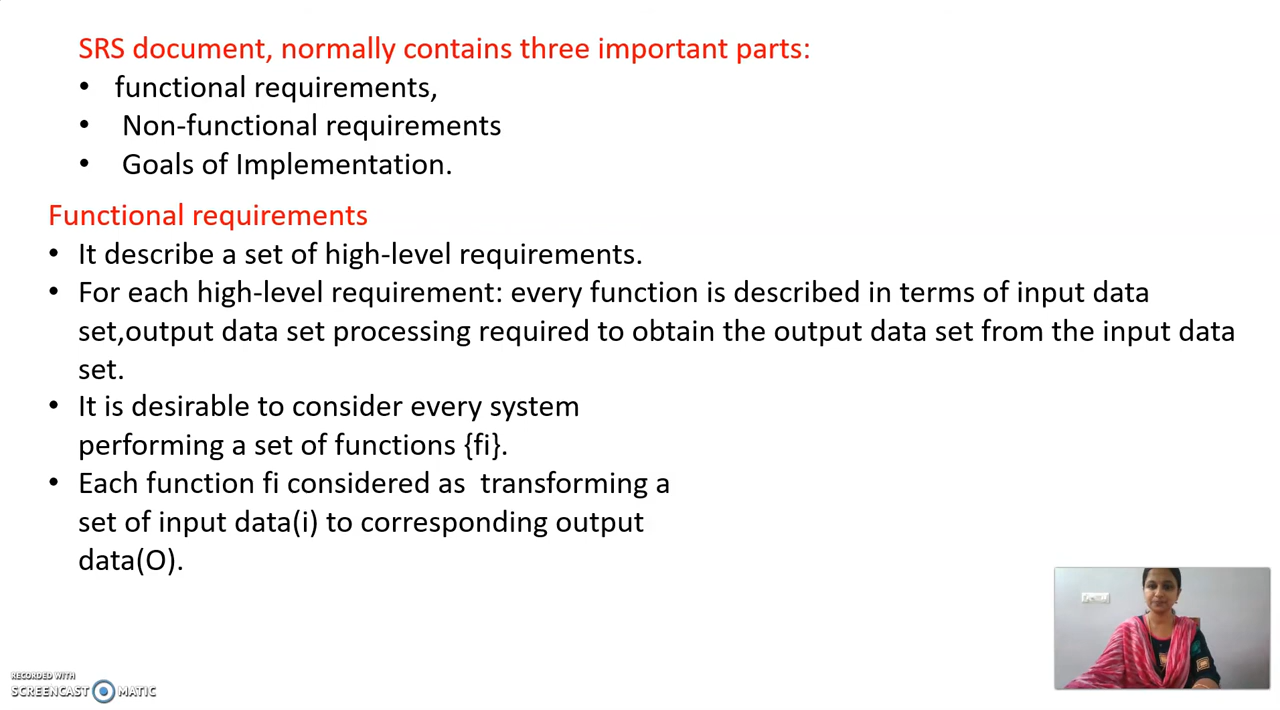 SRS document, normally contains three important parts:
• functional requirements,
• Non-functional requirements
• Goals of Implementation.
Functional requirements
• It describe a set of high-level requirements.
• For each high-level requirement: every function is described in terms of input data
set,output data set processing required to obtain the output data set from the input data
set.
• It is desirable to consider every system
performing a set of functions {fi}.
• Each function fi considered as transforming a
set of input data(i) to corresponding output
data(O).
RECORDED WITH
SCREENCAST MATIC